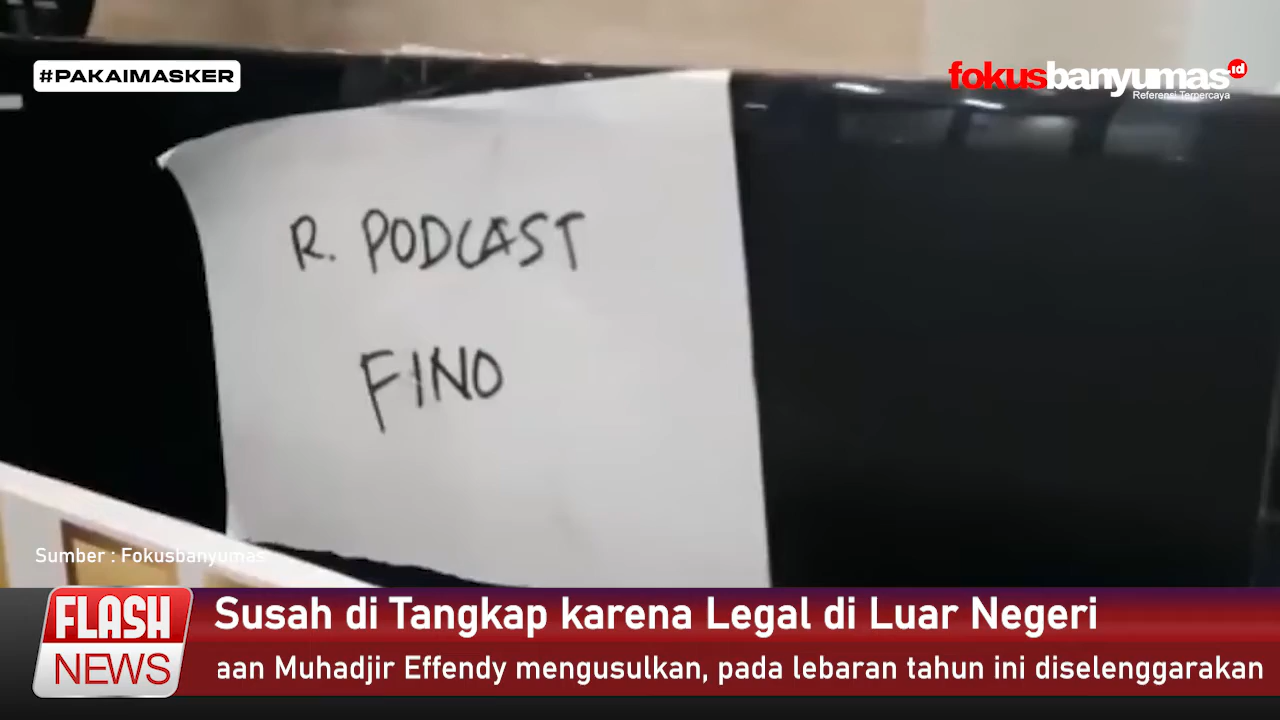 #PAKAIMASKER
fokusbanyumas.id
Referensi Terpercaya
R. PODCAST
FINO
Sumber : Fokusbanyumas
FLASH
NEWS
Susah di Tangkap karena Legal di Luar Negeri
aan Muhadjir Effendy mengusulkan, pada lebaran tahun ini diselenggarakan